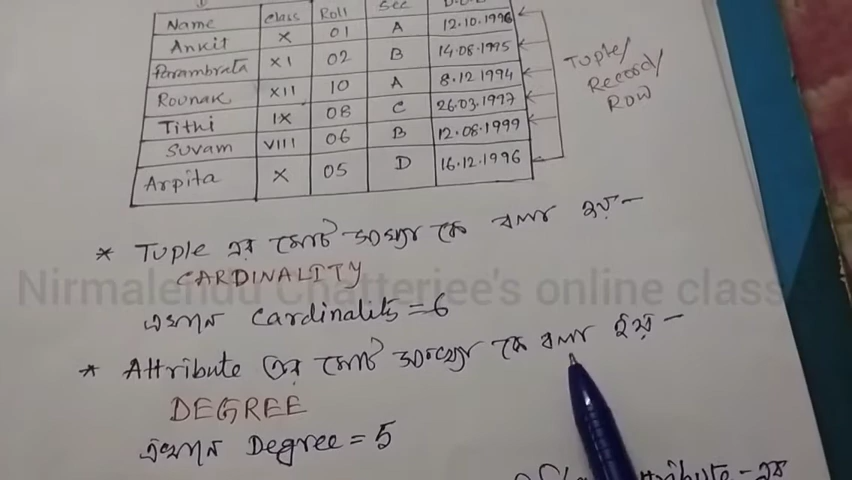 Name Class Roll Sec D.O.B
Ankit X 01 A 12.10.1996
Parambrata XI 02 B 14.08.1995
Rounak XII 10 A 8.12.1994
Tithi IX 08 C 26.03.1997
Suvam VIII 06 B 12.08.1999
Arpita X 05 D 16.12.1996
Tuple/
Record/
Row
* Tuple এর মোট সংখ্যা কে বলা হয় -
CARDINALITY
Nirmalendu Chatterjee's online classe
এখানে Cardinality = 6
* Attribute এর মোট সংখ্যা কে বলা হয় -
DEGREE
এখানে Degree = 5
Attribute - এর